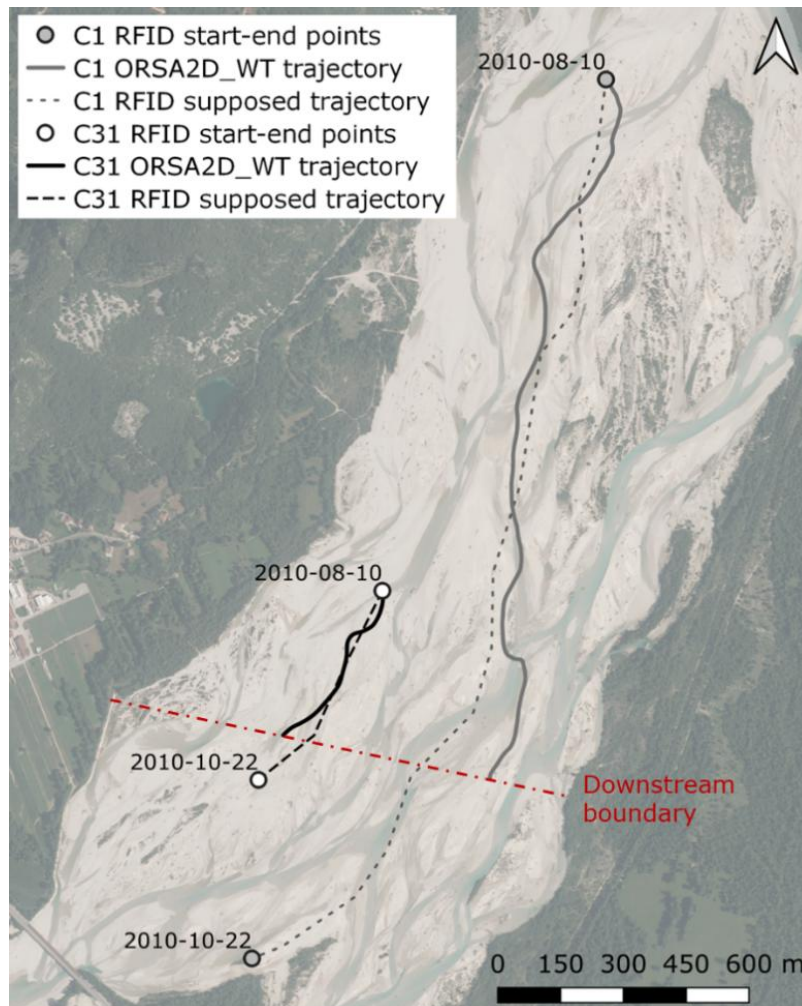 C1 RFID start-end points
C1 ORSA2D_WT trajectory
C1 RFID supposed trajectory
C31 RFID start-end points
C31 ORSA2D_WT trajectory
C31 RFID supposed trajectory
2010-08-10
2010-08-10
2010-10-22
Downstream
boundary
2010-10-22
0 150 300 450 600 m